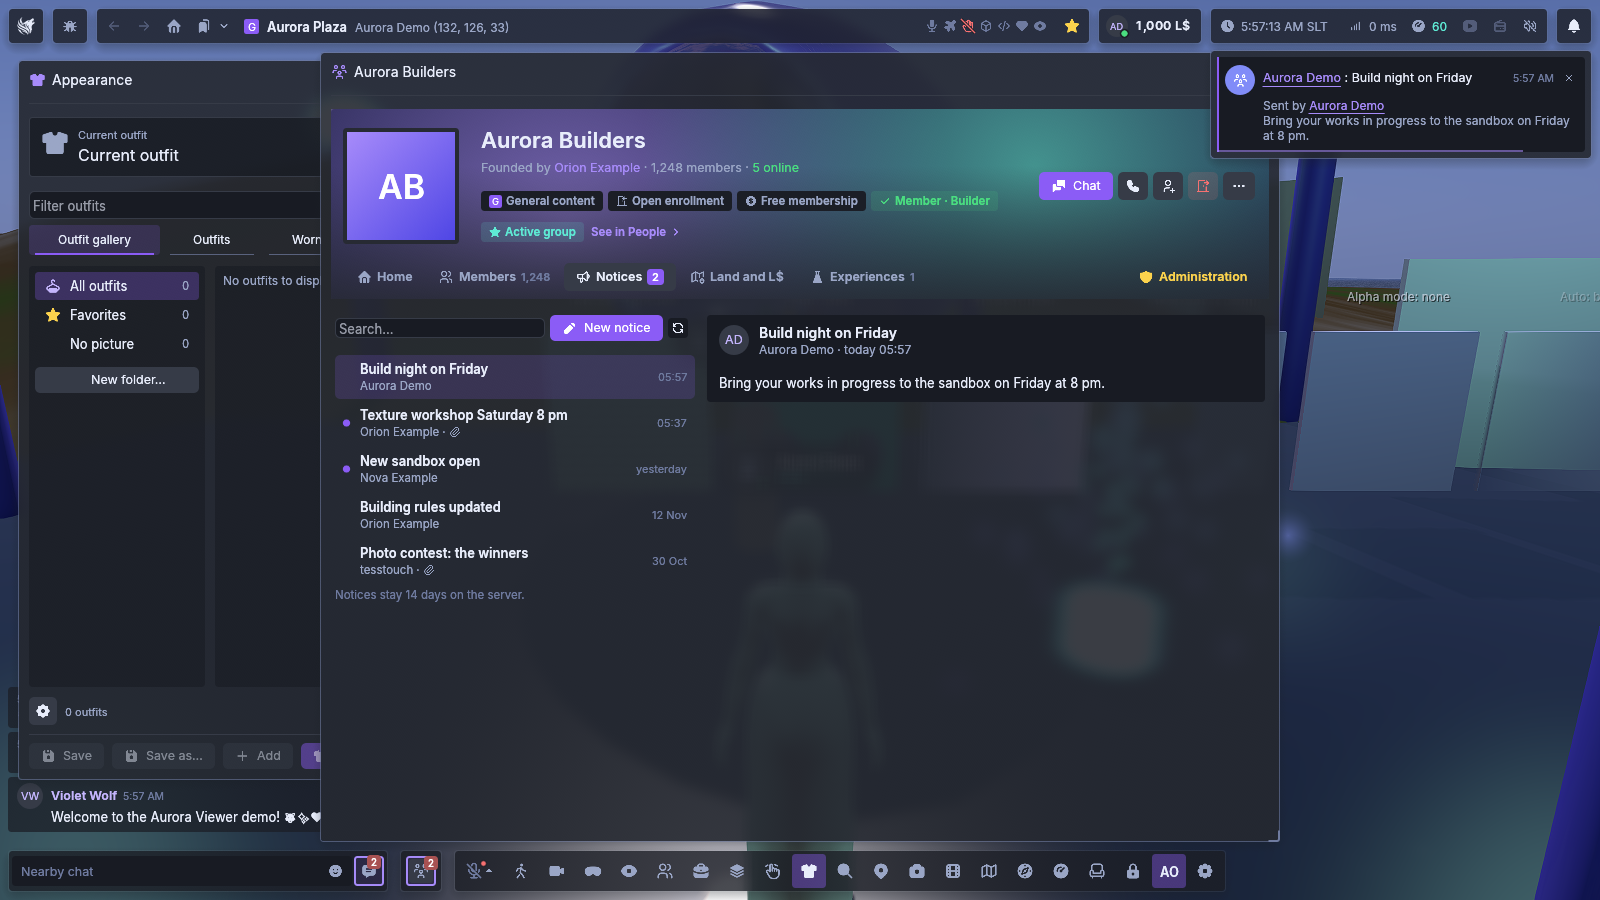 G Aurora Plaza Aurora Demo (132, 126, 33)
AD 1,000 L$
5:57:13 AM SLT 0 ms 60
Appearance
Current outfit
Current outfit
Filter outfits
Outfit gallery Outfits Worn
All outfits 0
Favorites 0
No picture 0
New folder...
No outfits to disp
0 outfits
Save Save as... Add
Aurora Builders
AB
Aurora Builders
Founded by Orion Example · 1,248 members · 5 online
G General content Open enrollment Free membership Member · Builder
Active group See in People
Chat
Home Members 1,248 Notices 2 Land and L$ Experiences 1 Administration
Search... New notice
Build night on Friday
Aurora Demo
05:57
Texture workshop Saturday 8 pm
Orion Example ·
05:37
New sandbox open
Nova Example
yesterday
Building rules updated
Orion Example
12 Nov
Photo contest: the winners
tesstouch ·
30 Oct
Notices stay 14 days on the server.
AD
Build night on Friday
Aurora Demo · today 05:57
Bring your works in progress to the sandbox on Friday at 8 pm.
Aurora Demo : Build night on Friday 5:57 AM
Sent by Aurora Demo
Bring your works in progress to the sandbox on Friday
at 8 pm.
Alpha mode: none
Auto: b
VW Violet Wolf 5:57 AM
Welcome to the Aurora Viewer demo!
Nearby chat
2
2
AO